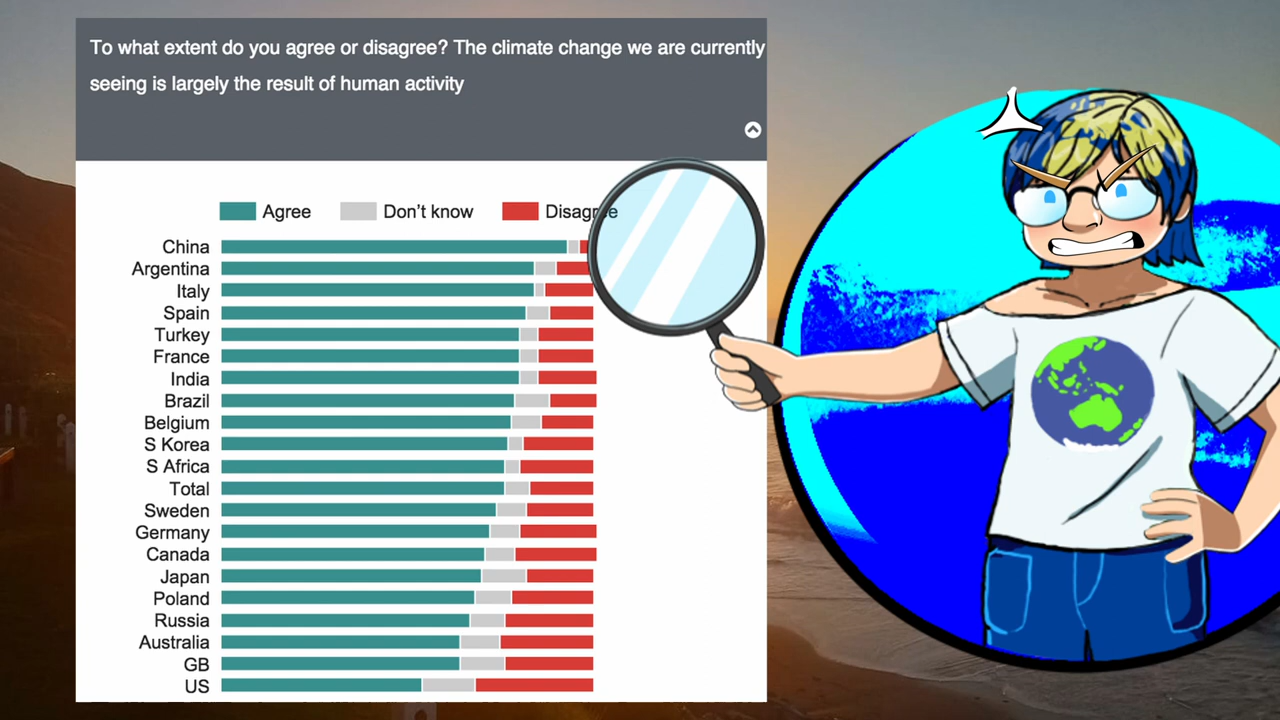 To what extent do you agree or disagree? The climate change we are currently
seeing is largely the result of human activity
Agree Don't know Disagree
China
Argentina
Italy
Spain
Turkey
France
India
Brazil
Belgium
S Korea
S Africa
Total
Sweden
Germany
Canada
Japan
Poland
Russia
Australia
GB
US